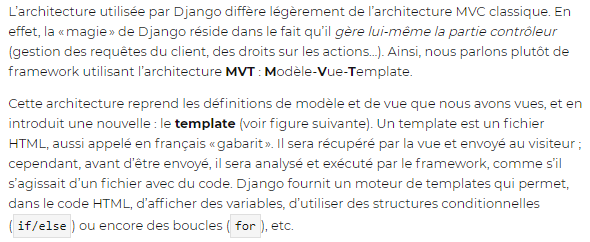 L’architecture utilisée par Django diffère légèrement de l’architecture MVC classique. En
effet, la « magie » de Django réside dans le fait qu’il gère lui-même la partie contrôleur
(gestion des requêtes du client, des droits sur les actions...). Ainsi, nous parlons plutôt de
framework utilisant l’architecture MVT : Modèle-Vue-Template.
Cette architecture reprend les définitions de modèle et de vue que nous avons vues, et en
introduit une nouvelle : le template (voir figure suivante). Un template est un fichier
HTML, aussi appelé en français « gabarit ». Il sera récupéré par la vue et envoyé au visiteur ;
cependant, avant d’être envoyé, il sera analysé et exécuté par le framework, comme s’il
s’agissait d’un fichier avec du code. Django fournit un moteur de templates qui permet,
dans le code HTML, d’afficher des variables, d’utiliser des structures conditionnelles
( if/else ) ou encore des boucles ( for ), etc.